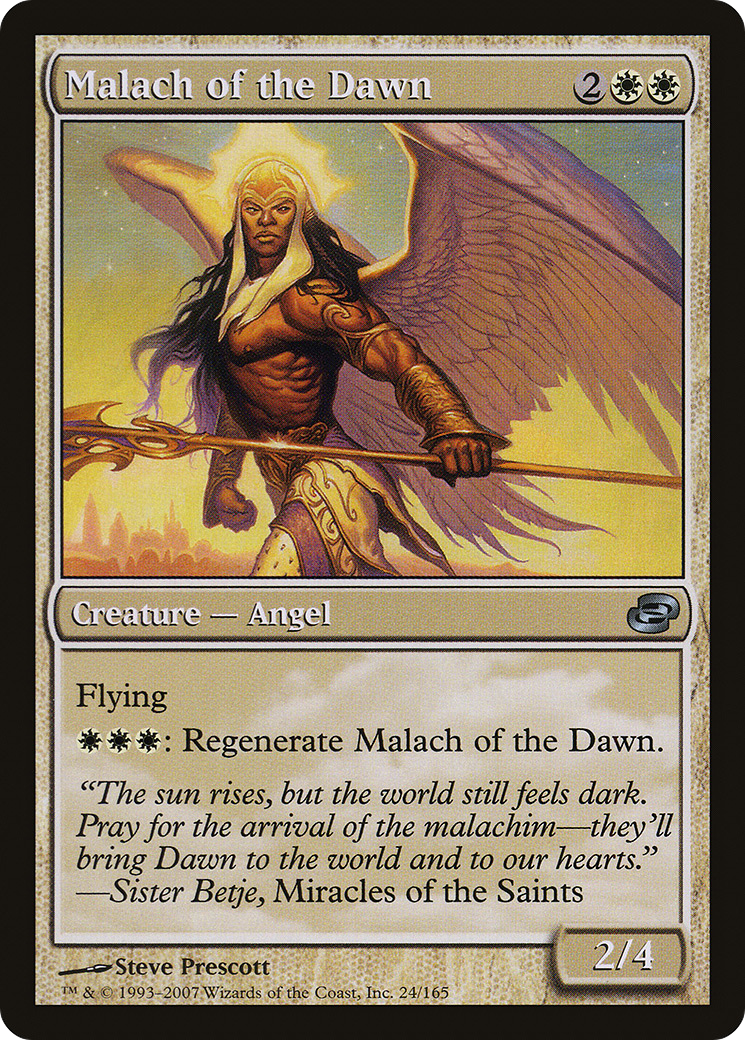 Malach of the Dawn 2
Creature — Angel
Flying
: Regenerate Malach of the Dawn.
“The sun rises, but the world still feels dark.
Pray for the arrival of the malachim—they’ll
bring Dawn to the world and to our hearts.”
—Sister Betje, Miracles of the Saints
2/4
Steve Prescott
™ & © 1993–2007 Wizards of the Coast, Inc. 24/165